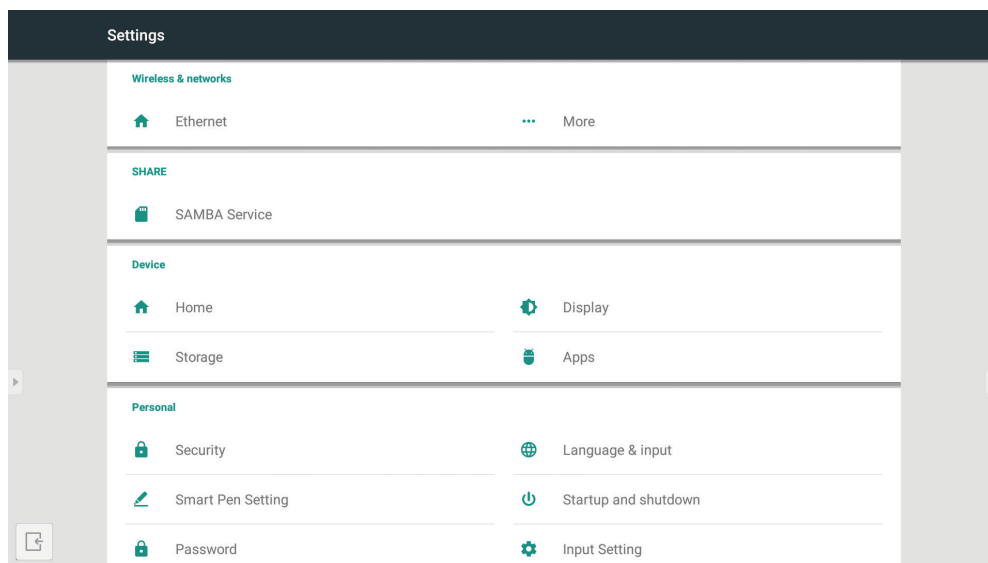 Settings
Wireless & networks
Ethernet
More
SHARE
SAMBA Service
Device
Home
Display
Storage
Apps
Personal
Security
Language & input
Smart Pen Setting
Startup and shutdown
Password
Input Setting